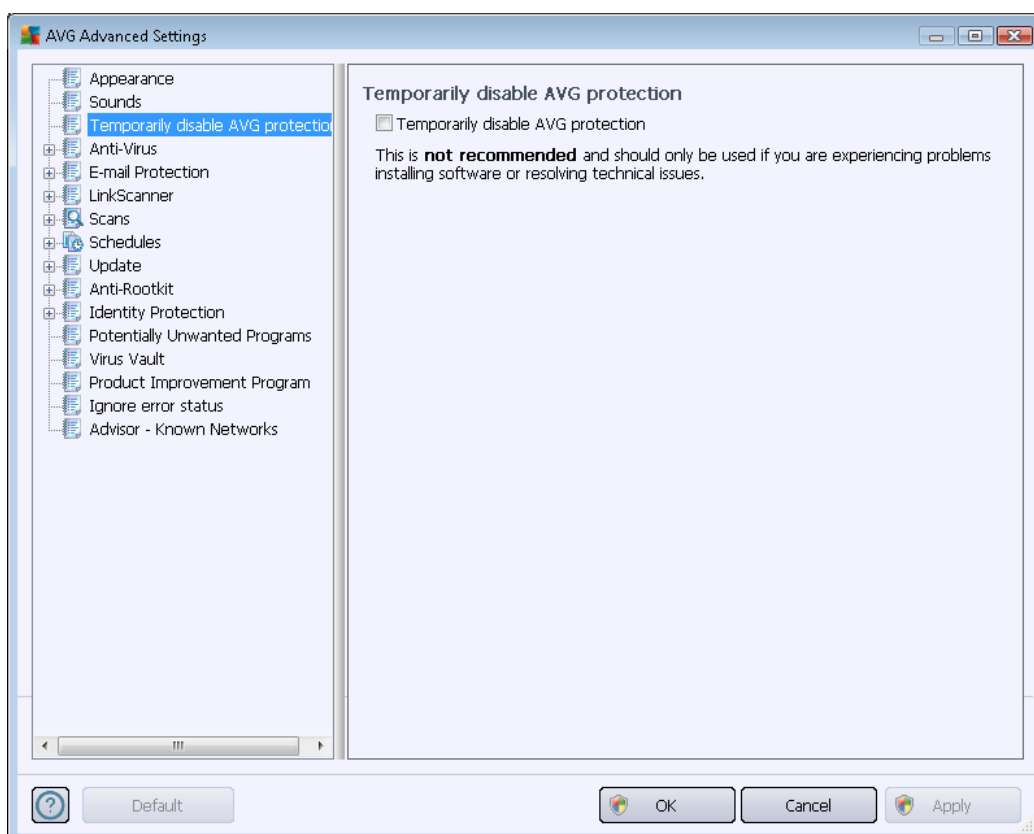 AVG Advanced Settings
Appearance
Sounds
Temporarily disable AVG protectio
Anti-Virus
E-mail Protection
LinkScanner
Scans
Schedules
Update
Anti-Rootkit
Identity Protection
Potentially Unwanted Programs
Virus Vault
Product Improvement Program
Ignore error status
Advisor - Known Networks
Temporarily disable AVG protection
Temporarily disable AVG protection
This is not recommended and should only be used if you are experiencing problems
installing software or resolving technical issues.
Default
OK
Cancel
Apply